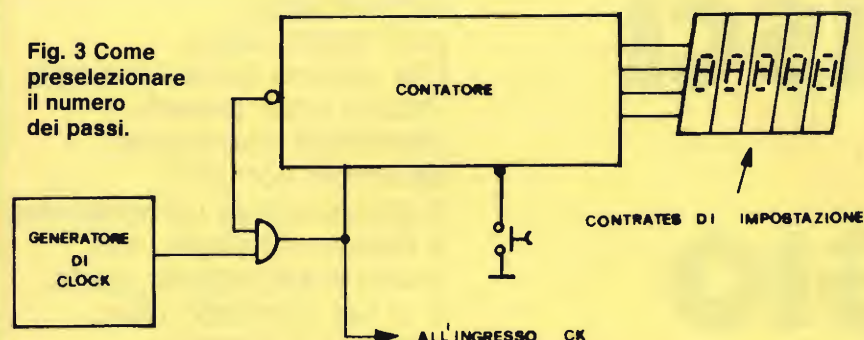 Fig. 3 Come
preselezionare
il numero
dei passi.
CONTATORE
CONTRATES DI IMPOSTAZIONE
GENERATORE
DI
CLOCK
ALL'INGRESSO CK